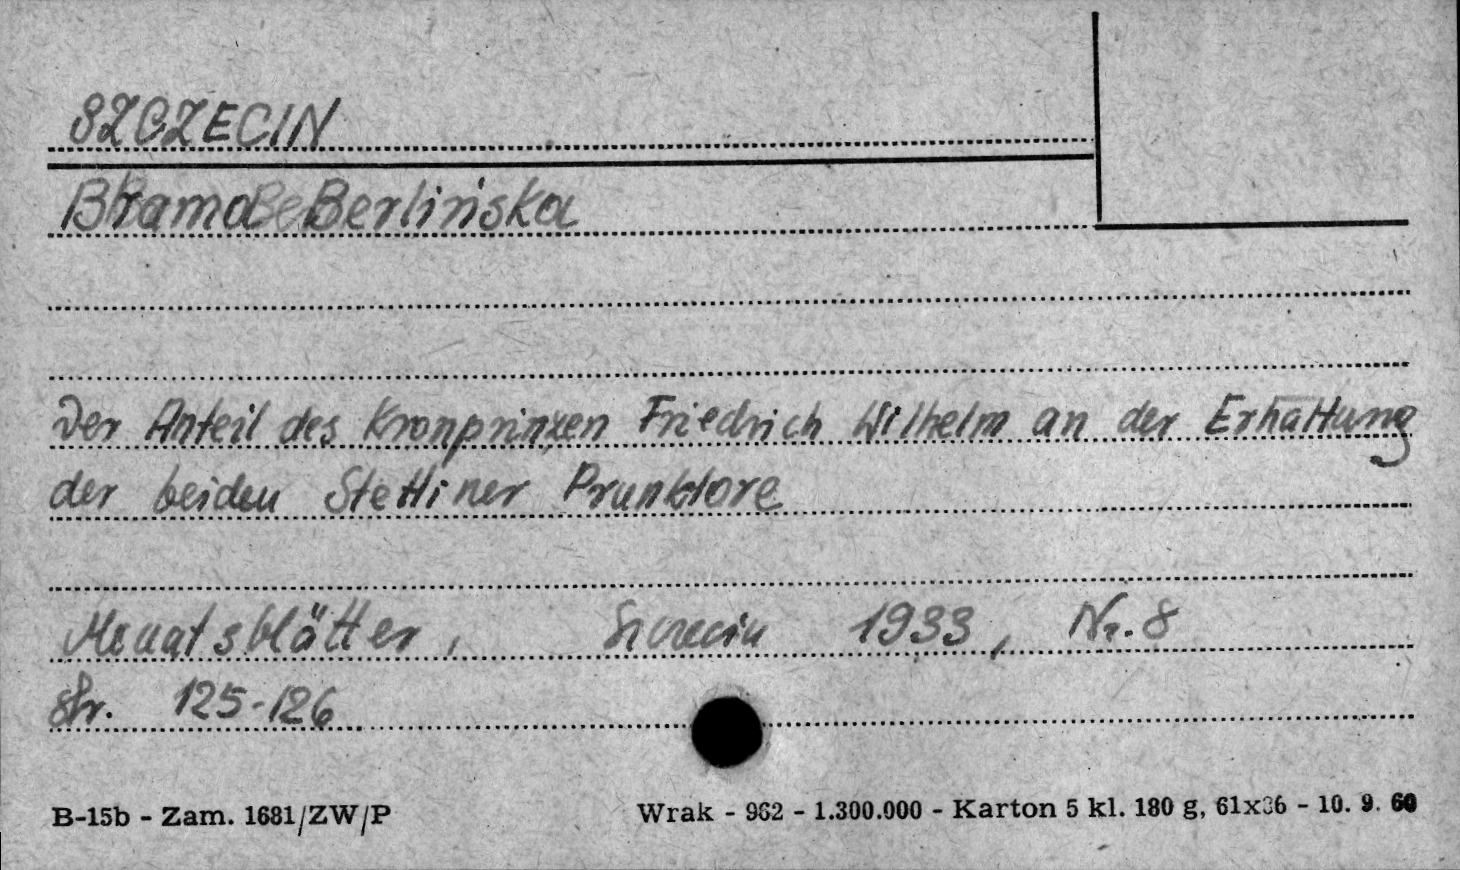 SZCZECIN
Brama Berlińska
Der Anteil des Kronprinzen Friedrich Wilhelm an der Erhaltung
der beiden Stettiner Prunktore
Monatsblätter, Szczecin 1933, Nr. 8
Str. 125-126
B-15b - Zam. 1681/ZW/P
Wrak - 962 - 1.300.000 - Karton 5 kl. 180 g, 61x86 - 10. 9. 60